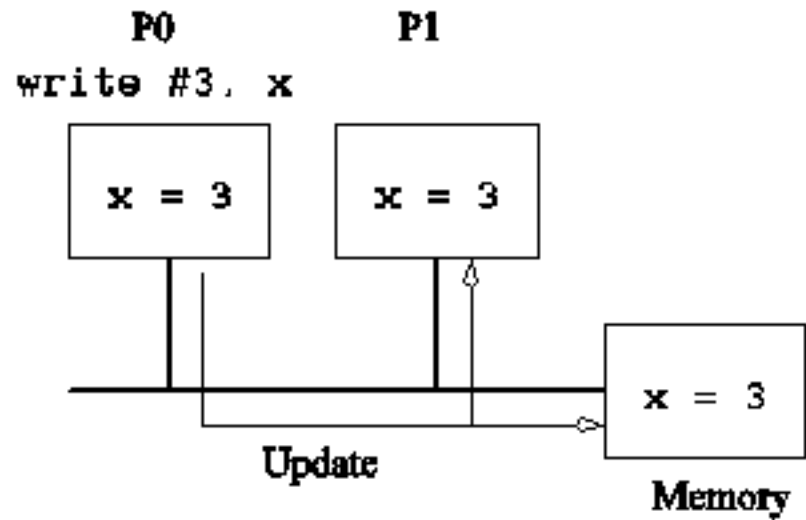 P0 P1
write #3, x
x = 3 x = 3
x = 3
Update
Memory